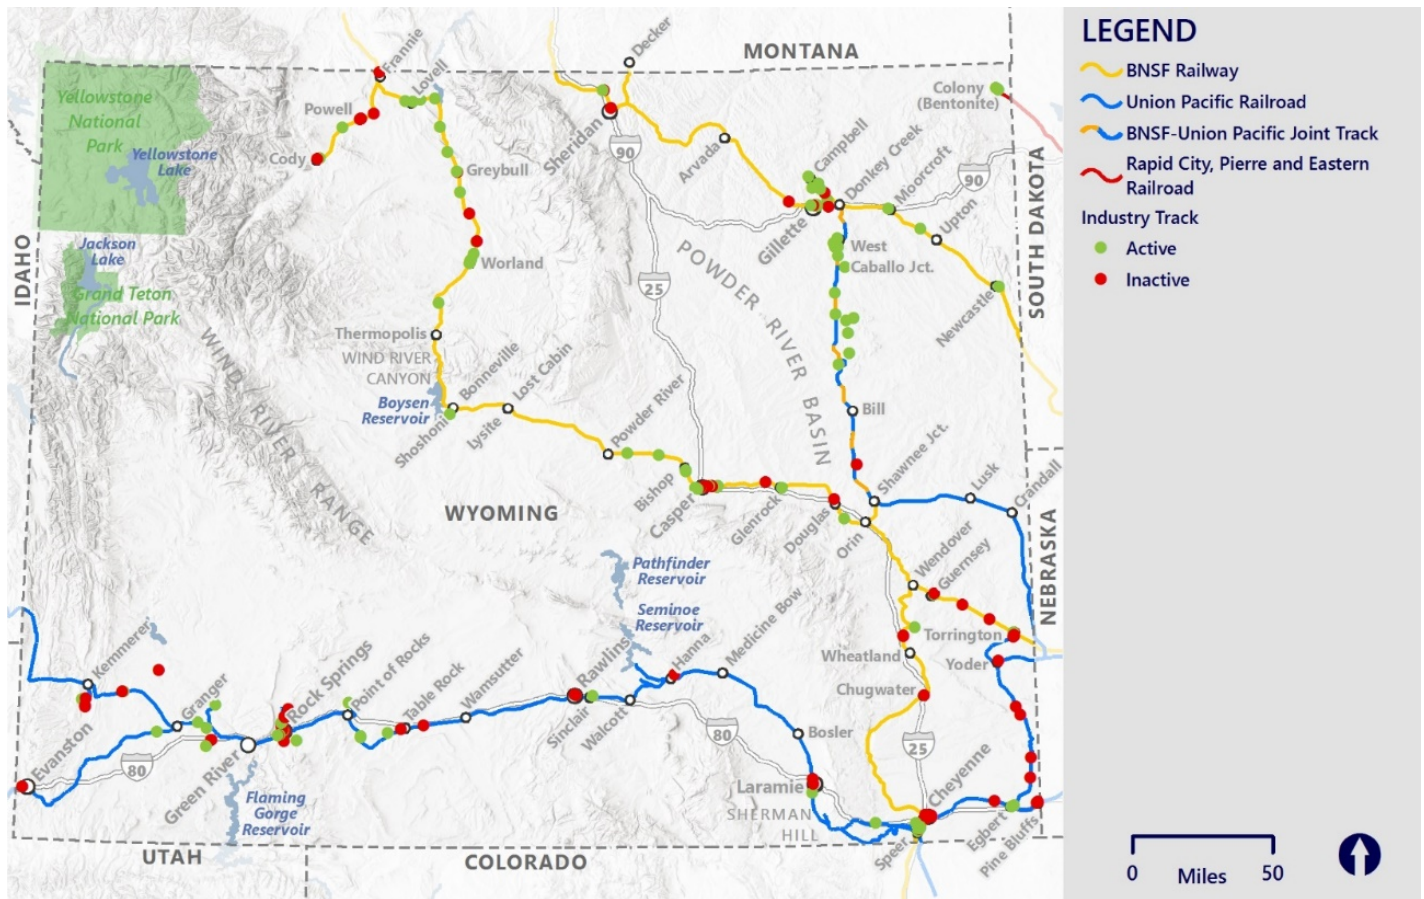 MONTANA
Decker
Frannie
Lovell
Yellowstone
National
Park
Powell
Colony
(Bentonite)
Yellowstone
Lake
Cody
Sheridan
90
Arvada
Campbell
Donkey Creek
Moorcroft
90
Greybull
Upton
SOUTH DAKOTA
IDAHO
Jackson
Lake
Gillette
West
Caballo Jct.
Worland
POWDER RIVER BASIN
25
Grand Teton
National Park
Newcastle
Thermopolis
WIND RIVER
CANYON
WIND RIVER RANGE
Bonneville
Lost Cabin
Boysen
Reservoir
Powder River
Bill
Shoshoni
Lysite
Shawnee Jct.
Lusk
Crandall
Bishop
Casper
Glenrock
Douglas
Orin
WYOMING
Wendover
Guernsey
NEBRASKA
Pathfinder
Reservoir
Seminoe
Reservoir
Medicine Bow
Torrington
Kemmerer
Wheatland
Yoder
Granger
Rock Springs
Point of Rocks
Table Rock
Wamsutter
Rawlins
Hanna
Chugwater
Sinclair
Walcott
80
Bosler
25
Evanston
80
Green River
Laramie
Cheyenne
Flaming
Gorge
Reservoir
SHERMAN
HILL
Speer
Egbert
Pine Bluffs
UTAH
COLORADO
LEGEND
BNSF Railway
Union Pacific Railroad
BNSF-Union Pacific Joint Track
Rapid City, Pierre and Eastern
Railroad
Industry Track
Active
Inactive
0 Miles 50